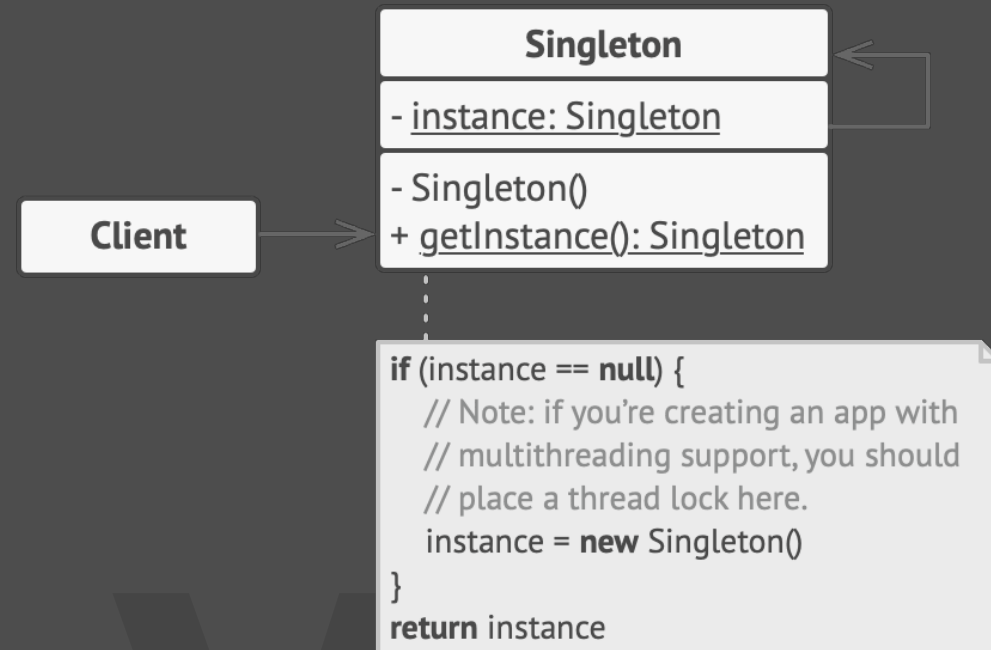 Singleton
- instance: Singleton
- Singleton()
+ getInstance(): Singleton
Client
if (instance == null) {
// Note: if you’re creating an app with
// multithreading support, you should
// place a thread lock here.
instance = new Singleton()
}
return instance